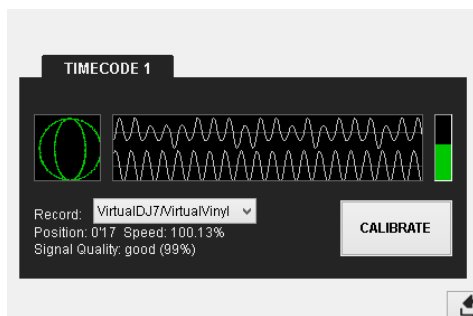 TIMECODE 1
Record: VirtualDJ7/VirtualVinyl
Position: 0'17 Speed: 100.13%
Signal Quality: good (99%)
CALIBRATE